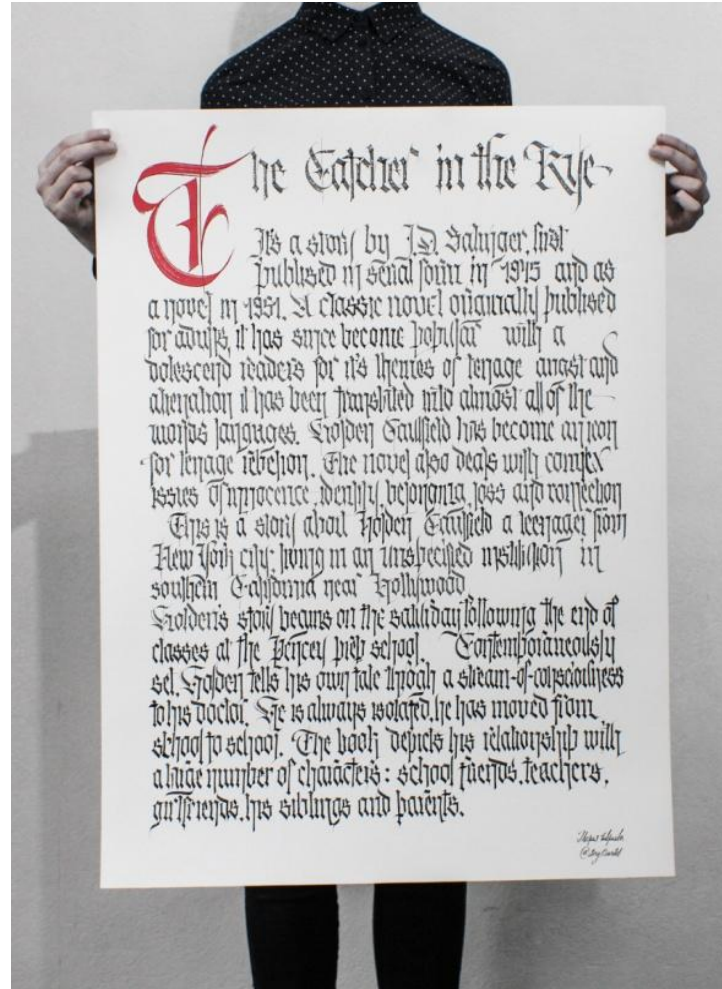 The Catcher in the Rye
It's a story by J.D. Salinger, first
publised in serial form in 1945 and as
a novel in 1951. A classic novel originally publised
for adults, it has since become popular with a
dolescend readers for it's themes of tenage angst and
alienation it has been translited into almost all of the
words languages. Holden Caulfield has become an icon
for tenage rebelion. The novel also deals with complex
issues of innocence, identity, belonging, loss and connection
This is a story about Holden Caulfield a teenager from
New York city; living in an unspecified institution in
southern California near Hollywood
Holden's story begins on the saturday following the end of
classes at the Pencey prep school Contemporaneously
set, Holden tells his own tale throgh a stream-of-consciousness
to his doctor. He is always isolated, he has moved from
school to school. The book depicts his relationship with
a huge number of characters: school friends, teachers,
girlfriends, his siblings and parents.